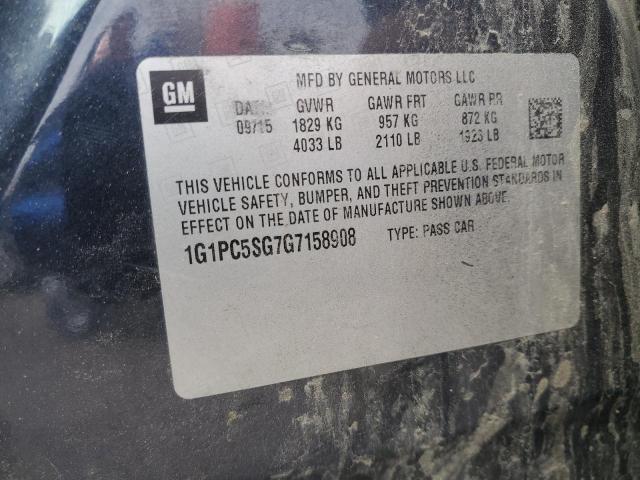 GM
MFD BY GENERAL MOTORS LLC
DATE GVWR GAWR FRT GAWR RR
09/15 1829 KG 957 KG 872 KG
4033 LB 2110 LB 1923 LB
THIS VEHICLE CONFORMS TO ALL APPLICABLE U.S. FEDERAL MOTOR
VEHICLE SAFETY, BUMPER, AND THEFT PREVENTION STANDARDS IN
EFFECT ON THE DATE OF MANUFACTURE SHOWN ABOVE.
1G1PC5SG7G7158908 TYPE: PASS CAR